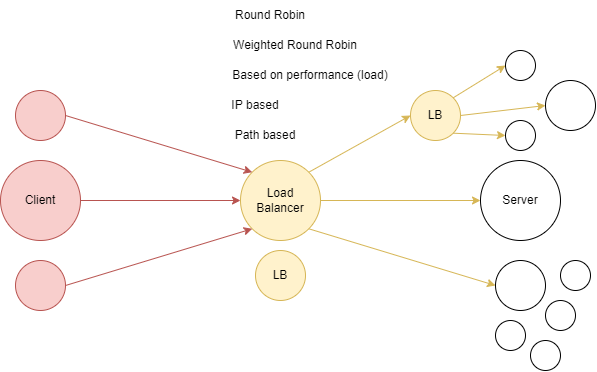 Round Robin
Weighted Round Robin
Based on performance (load)
IP based
Path based
LB
Client
Load
Balancer
Server
LB